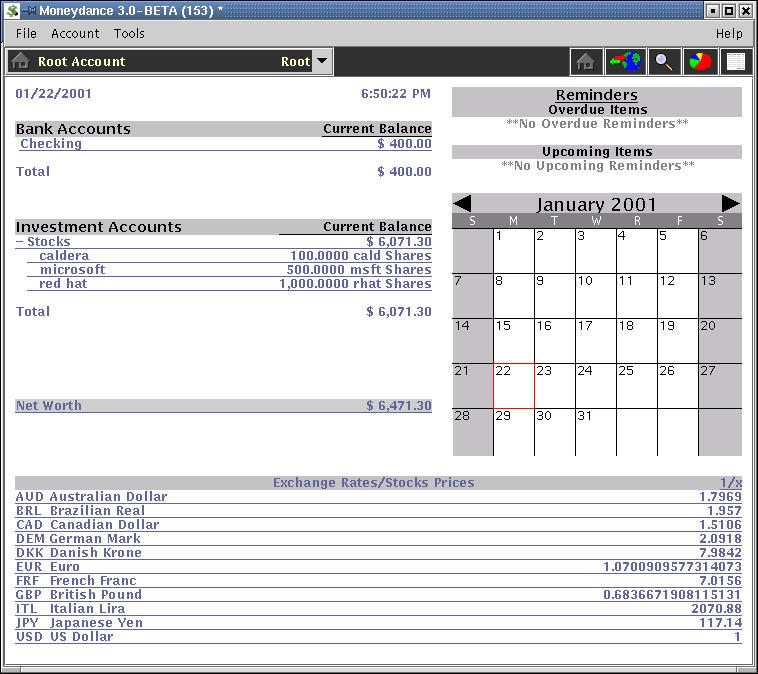 Moneydance 3.0-BETA (153) *
File Account Tools Help
Root Account Root
01/22/2001 6:50:22 PM
Bank Accounts Current Balance
Checking $ 400.00
Total $ 400.00
Investment Accounts Current Balance
- Stocks $ 6,071.30
caldera 100.0000 cald Shares
microsoft 500.0000 msft Shares
red hat 1,000.0000 rhat Shares
Total $ 6,071.30
Net Worth $ 6,471.30
Reminders
Overdue Items
**No Overdue Reminders**
Upcoming Items
**No Upcoming Reminders**
January 2001
S M T W R F S
1 2 3 4 5 6
7 8 9 10 11 12 13
14 15 16 17 18 19 20
21 22 23 24 25 26 27
28 29 30 31
Exchange Rates/Stocks Prices 1/x
AUD Australian Dollar 1.7969
BRL Brazilian Real 1.957
CAD Canadian Dollar 1.5106
DEM German Mark 2.0918
DKK Danish Krone 7.9842
EUR Euro 1.0700909577314073
FRF French Franc 7.0156
GBP British Pound 0.6836671908115131
ITL Italian Lira 2070.88
JPY Japanese Yen 117.14
USD US Dollar 1